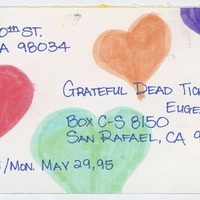 0TH ST.
A 98034
GRATEFUL DEAD TICK
EUGE
BOX C-S 8150
SAN RAFAEL, CA 9
/MON. MAY 29, 95